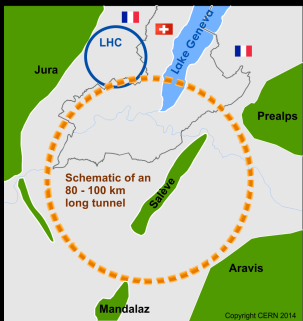 LHC
Lake Geneva
Jura
Prealps
Schematic of an
80 - 100 km
long tunnel
Salève
Aravis
Mandalaz
Copyright CERN 2014